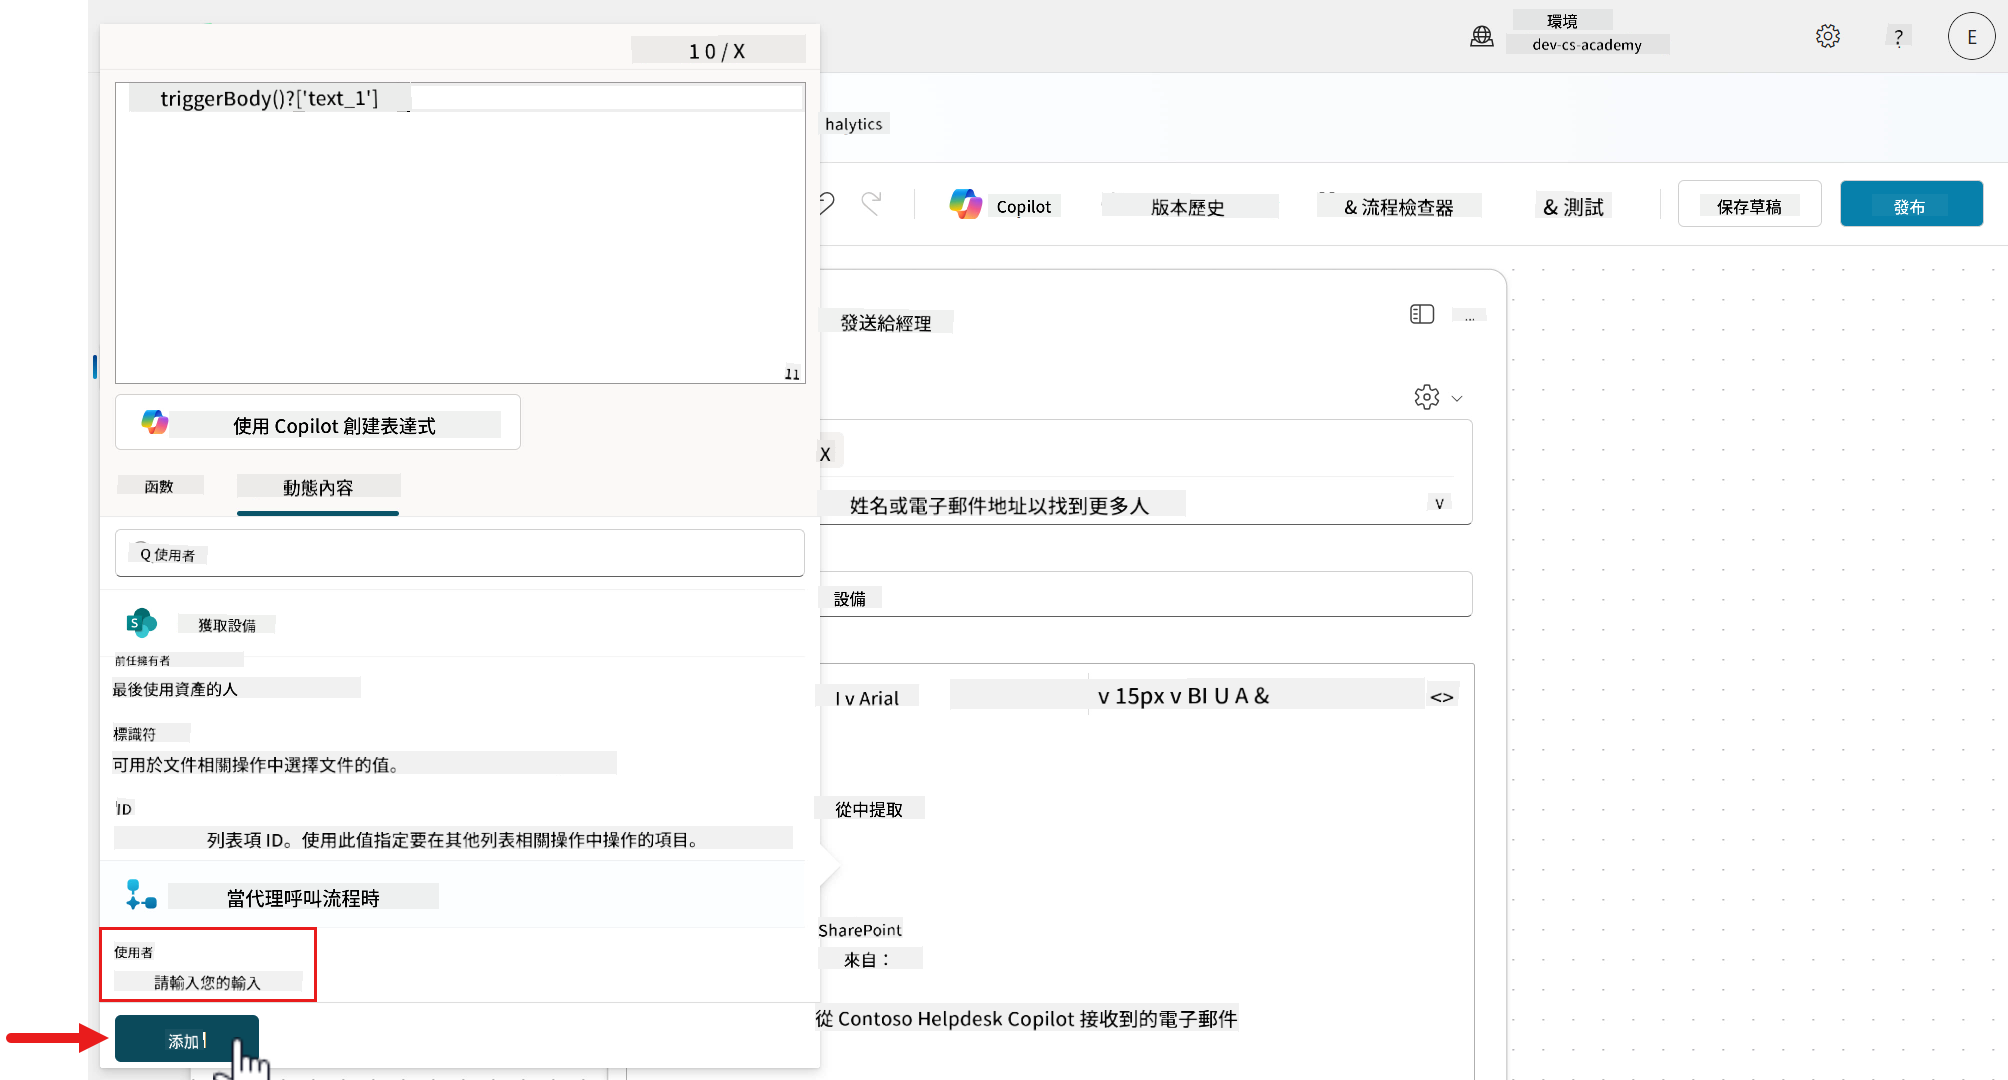 環境
dev-cs-academy
?
E
1 0 / X
triggerBody()?['text_1']
halytics
Copilot
版本歷史
& 流程檢查器
& 測試
保存草稿
發布
發送給經理
...
11
使用 Copilot 創建表達式
X
函數
動態內容
姓名或電子郵件地址以找到更多人
v
Q 使用者
設備
獲取設備
前任擁有者
最後使用資產的人
I v Arial
v 15px v BI U A &
<>
標識符
可用於文件相關操作中選擇文件的值。
ID
從中提取
列表項 ID。使用此值指定要在其他列表相關操作中操作的項目。
當代理呼叫流程時
SharePoint
來自：
使用者
請輸入您的輸入
從 Contoso Helpdesk Copilot 接收到的電子郵件
添加